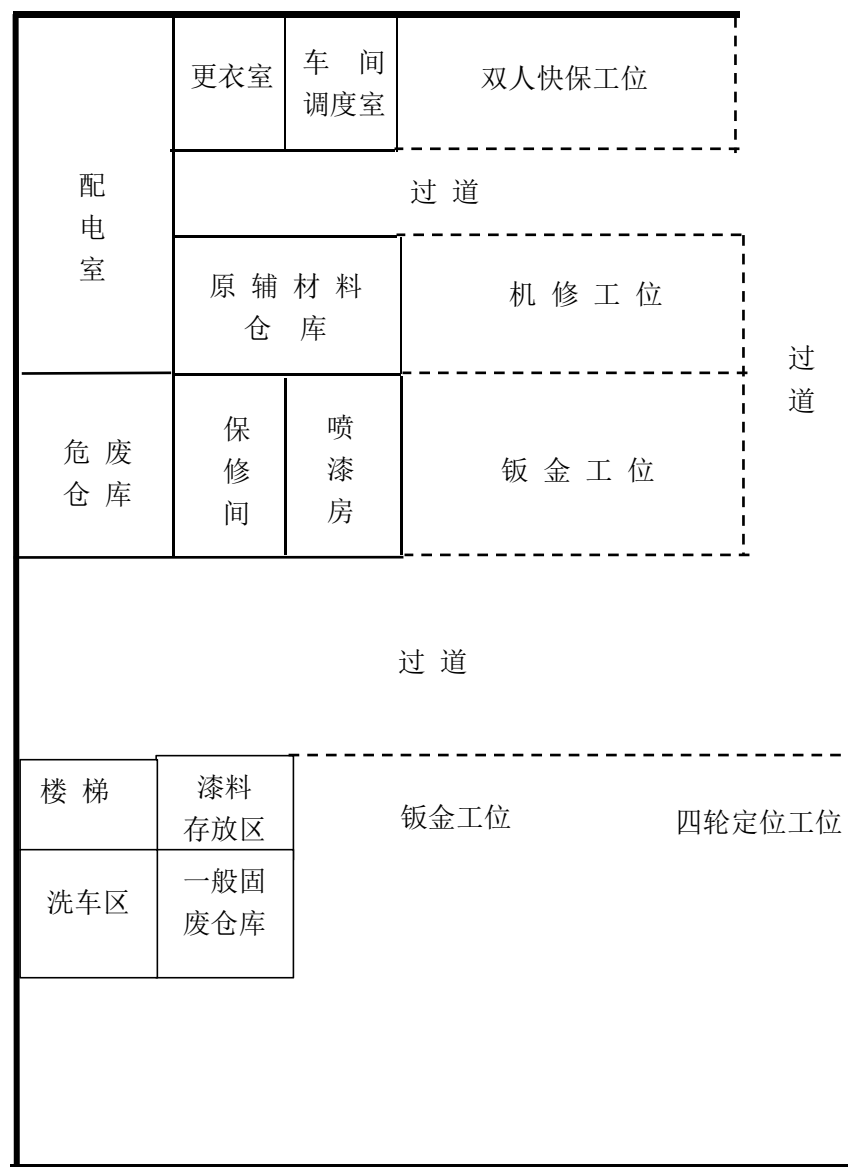 更衣室
车 间
调度室
双人快保工位
配
电
室
过 道
原 辅 材 料
仓 库
机 修 工 位
过
道
危 废
仓 库
保
修
间
喷
漆
房
钣 金 工 位
过 道
楼 梯
漆料
存放区
钣金工位
四轮定位工位
洗车区
一般固
废仓库